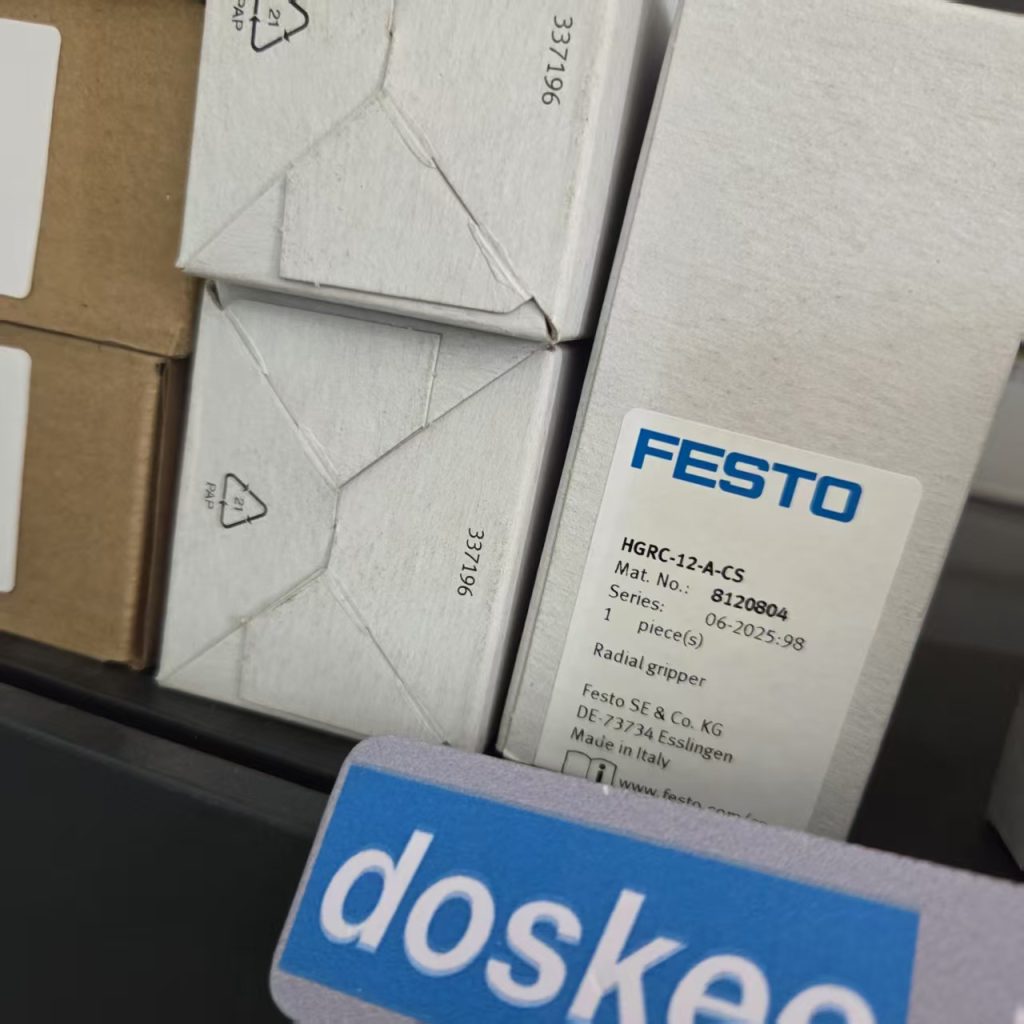 21
PAP
337196
21
PAP
337196
FESTO
HGRC-12-A-CS
Mat. No.: 8120804
Series: 06-2025:98
1 piece(s)
Radial gripper
Festo SE & Co. KG
DE-73734 Esslingen
Made in Italy
doskee